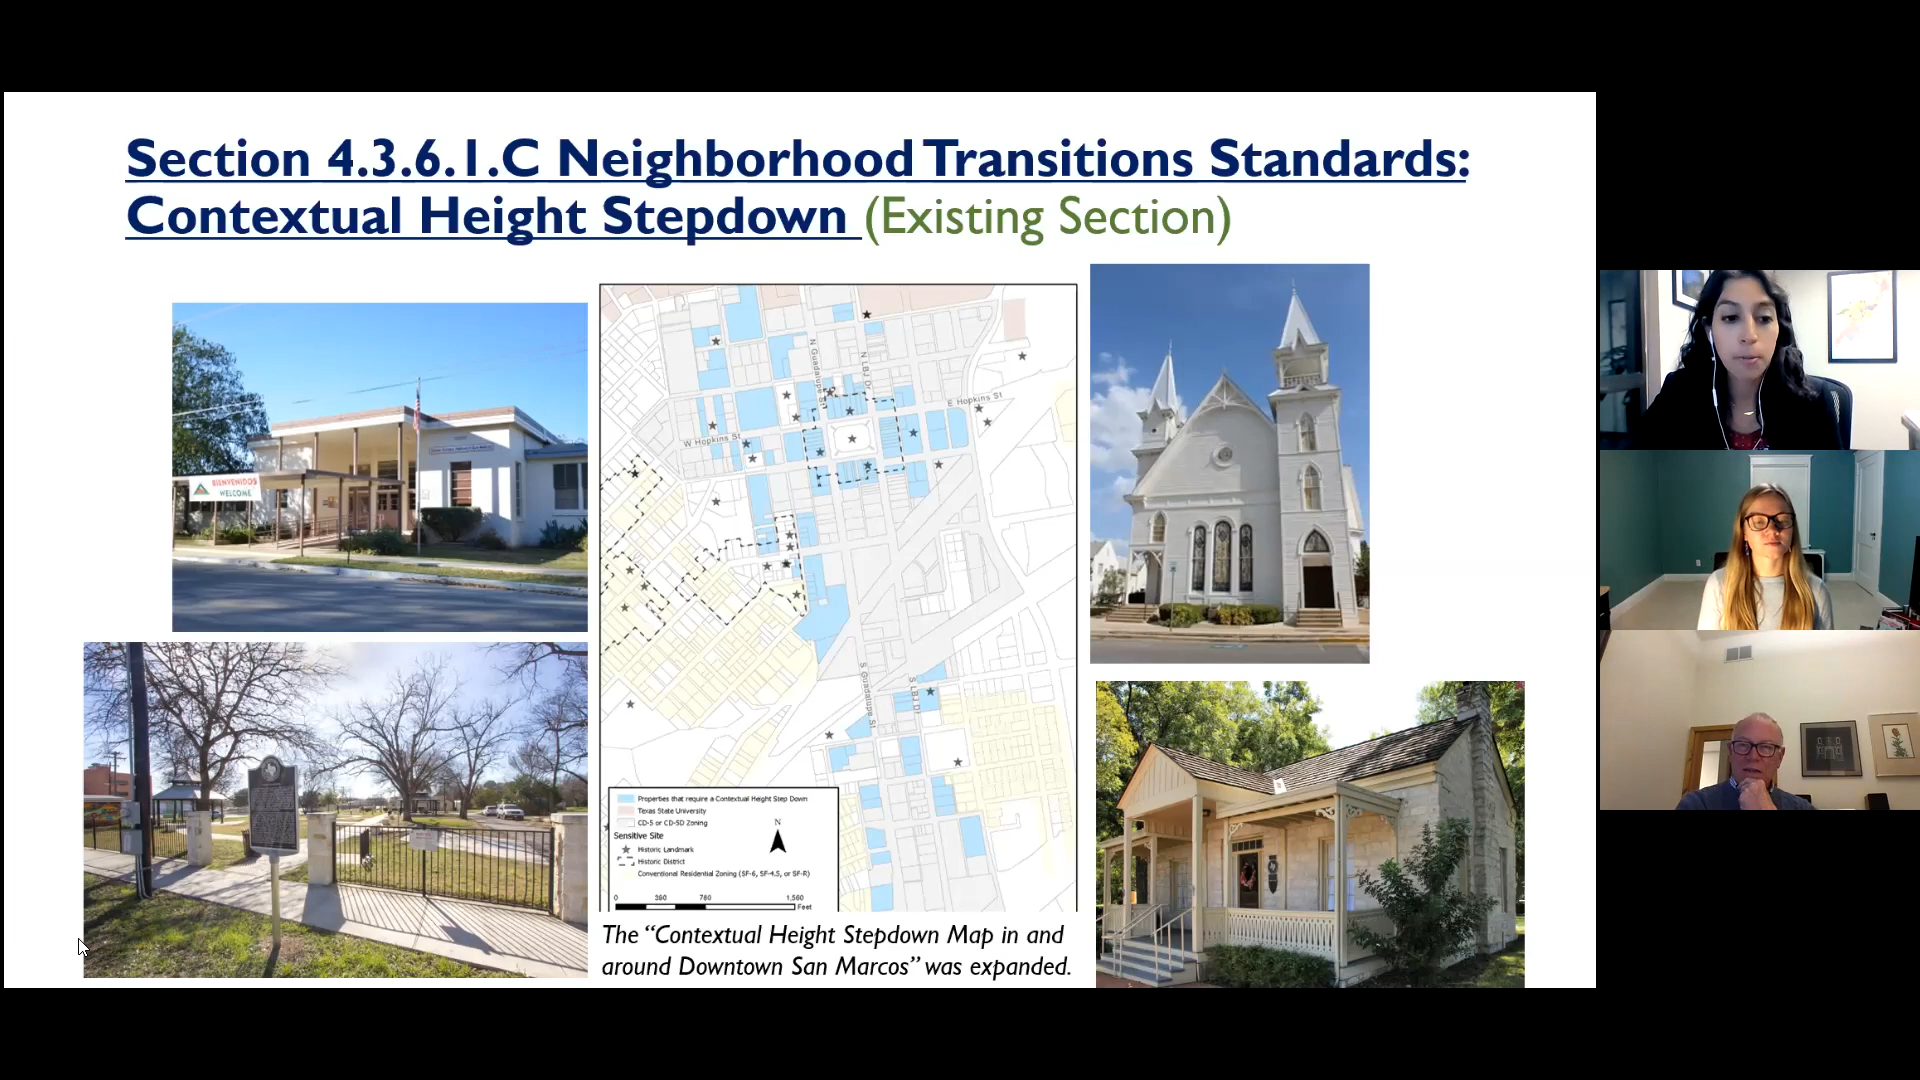 Section 4.3.6.1.C Neighborhood Transitions Standards:
Contextual Height Stepdown (Existing Section)
BIENVENIDOS
WELCOME
N Guadalupe St
N LBJ Dr
E Hopkins St
W Hopkins St
S Guadalupe St
S LBJ Dr
Properties that require a Contextual Height Step Down
Texas State University
CD-5 or CD-5D Zoning
Sensitive Site
Historic Landmark
Historic District
Conventional Residential Zoning (SF-6, SF-4.5, or SF-R)
N
0 390 780 1,560
Feet
The “Contextual Height Stepdown Map in and
around Downtown San Marcos” was expanded.